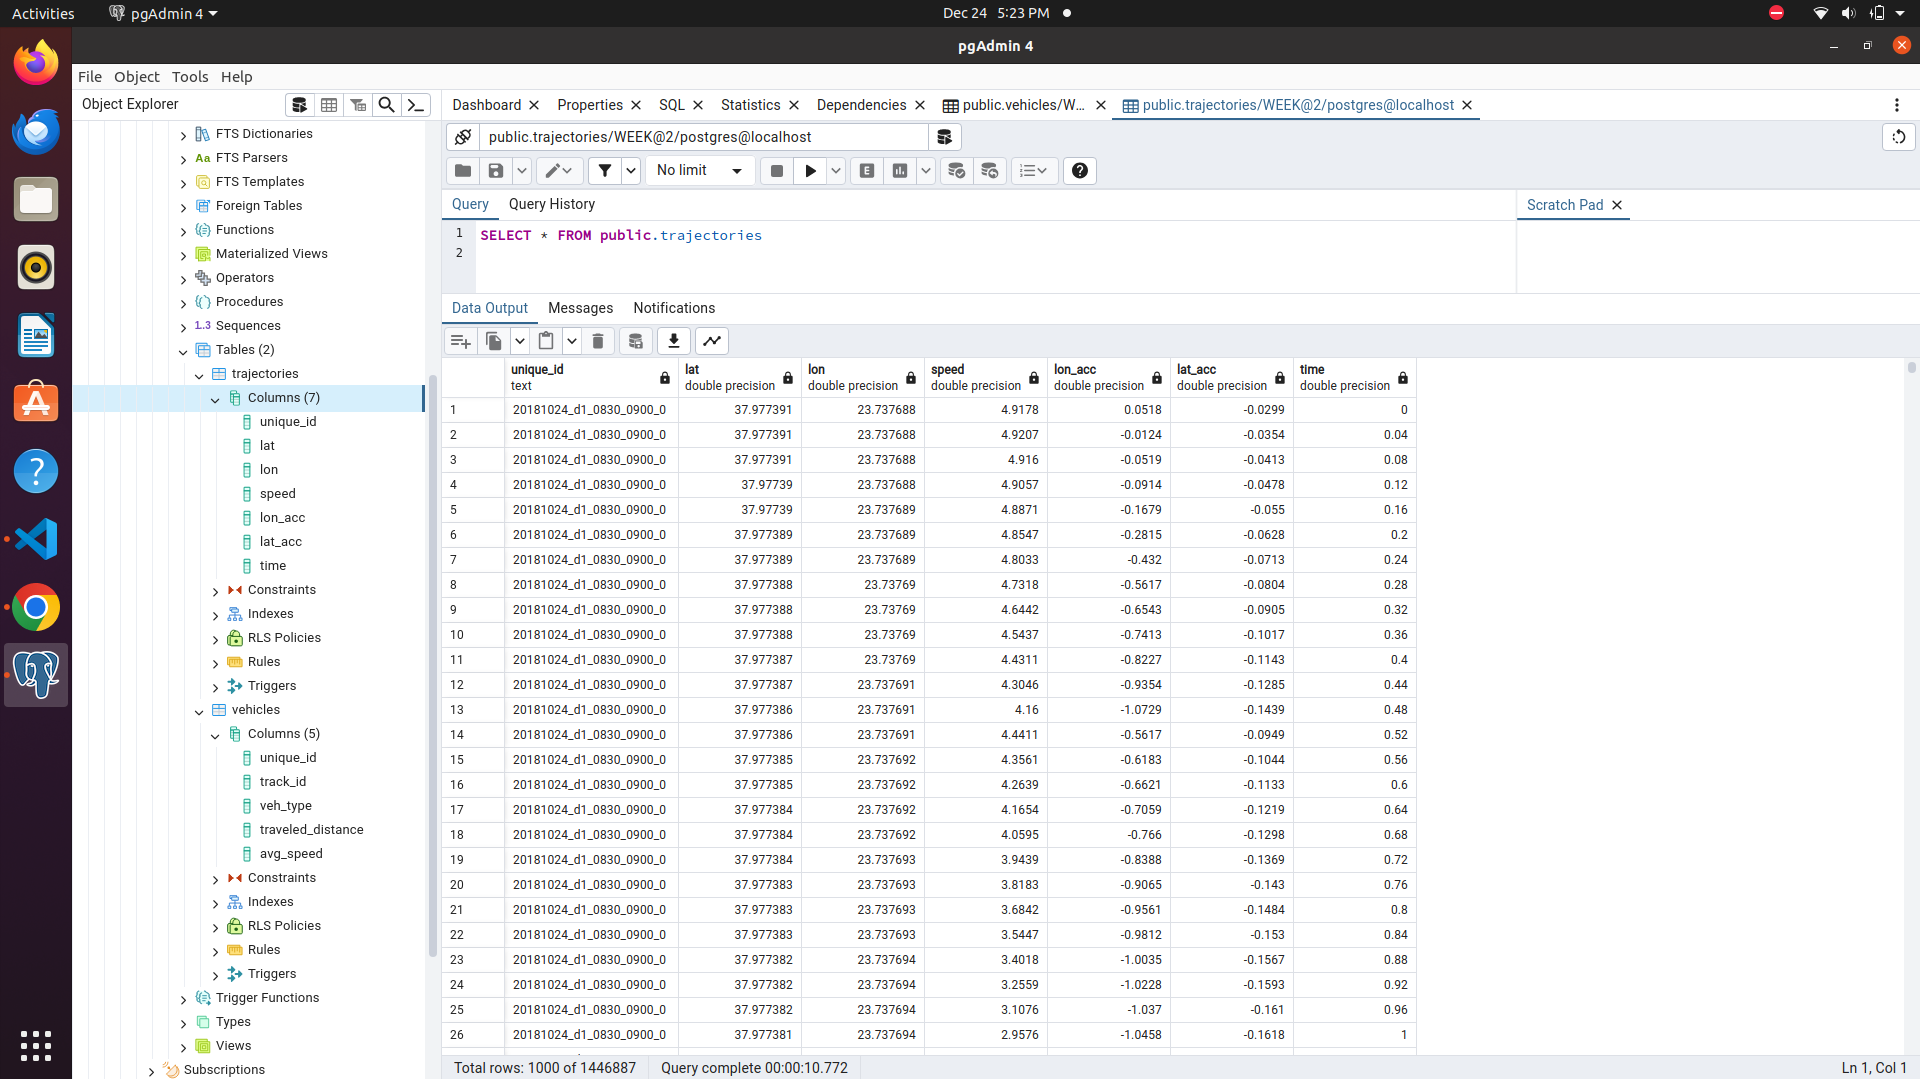 Activities pgAdmin 4 Dec 24 5:23 PM
pgAdmin 4
File Object Tools Help
Object Explorer
FTS Dictionaries
Aa FTS Parsers
FTS Templates
Foreign Tables
Functions
Materialized Views
Operators
Procedures
1..3 Sequences
Tables (2)
trajectories
Columns (7)
unique_id
lat
lon
speed
lon_acc
lat_acc
time
Constraints
Indexes
RLS Policies
Rules
Triggers
vehicles
Columns (5)
unique_id
track_id
veh_type
traveled_distance
avg_speed
Constraints
Indexes
RLS Policies
Rules
Triggers
Trigger Functions
Types
Views
Subscriptions
Dashboard Properties SQL Statistics Dependencies public.vehicles/W... public.trajectories/WEEK@2/postgres@localhost
public.trajectories/WEEK@2/postgres@localhost
No limit E
Query Query History
Scratch Pad
1 SELECT * FROM public.trajectories
2
Data Output Messages Notifications
unique_id lat lon speed lon_acc lat_acc time
text double precision double precision double precision double precision double precision double precision
1 20181024_d1_0830_0900_0 37.977391 23.737688 4.9178 0.0518 -0.0299 0
2 20181024_d1_0830_0900_0 37.977391 23.737688 4.9207 -0.0124 -0.0354 0.04
3 20181024_d1_0830_0900_0 37.977391 23.737688 4.916 -0.0519 -0.0413 0.08
4 20181024_d1_0830_0900_0 37.97739 23.737688 4.9057 -0.0914 -0.0478 0.12
5 20181024_d1_0830_0900_0 37.97739 23.737689 4.8871 -0.1679 -0.055 0.16
6 20181024_d1_0830_0900_0 37.977389 23.737689 4.8547 -0.2815 -0.0628 0.2
7 20181024_d1_0830_0900_0 37.977389 23.737689 4.8033 -0.432 -0.0713 0.24
8 20181024_d1_0830_0900_0 37.977388 23.73769 4.7318 -0.5617 -0.0804 0.28
9 20181024_d1_0830_0900_0 37.977388 23.73769 4.6442 -0.6543 -0.0905 0.32
10 20181024_d1_0830_0900_0 37.977388 23.73769 4.5437 -0.7413 -0.1017 0.36
11 20181024_d1_0830_0900_0 37.977387 23.73769 4.4311 -0.8227 -0.1143 0.4
12 20181024_d1_0830_0900_0 37.977387 23.737691 4.3046 -0.9354 -0.1285 0.44
13 20181024_d1_0830_0900_0 37.977386 23.737691 4.16 -1.0729 -0.1439 0.48
14 20181024_d1_0830_0900_0 37.977386 23.737691 4.4411 -0.5617 -0.0949 0.52
15 20181024_d1_0830_0900_0 37.977385 23.737692 4.3561 -0.6183 -0.1044 0.56
16 20181024_d1_0830_0900_0 37.977385 23.737692 4.2639 -0.6621 -0.1133 0.6
17 20181024_d1_0830_0900_0 37.977384 23.737692 4.1654 -0.7059 -0.1219 0.64
18 20181024_d1_0830_0900_0 37.977384 23.737692 4.0595 -0.766 -0.1298 0.68
19 20181024_d1_0830_0900_0 37.977384 23.737693 3.9439 -0.8388 -0.1369 0.72
20 20181024_d1_0830_0900_0 37.977383 23.737693 3.8183 -0.9065 -0.143 0.76
21 20181024_d1_0830_0900_0 37.977383 23.737693 3.6842 -0.9561 -0.1484 0.8
22 20181024_d1_0830_0900_0 37.977383 23.737693 3.5447 -0.9812 -0.153 0.84
23 20181024_d1_0830_0900_0 37.977382 23.737694 3.4018 -1.0035 -0.1567 0.88
24 20181024_d1_0830_0900_0 37.977382 23.737694 3.2559 -1.0228 -0.1593 0.92
25 20181024_d1_0830_0900_0 37.977382 23.737694 3.1076 -1.037 -0.161 0.96
26 20181024_d1_0830_0900_0 37.977381 23.737694 2.9576 -1.0458 -0.1618 1
Total rows: 1000 of 1446887 Query complete 00:00:10.772 Ln 1, Col 1